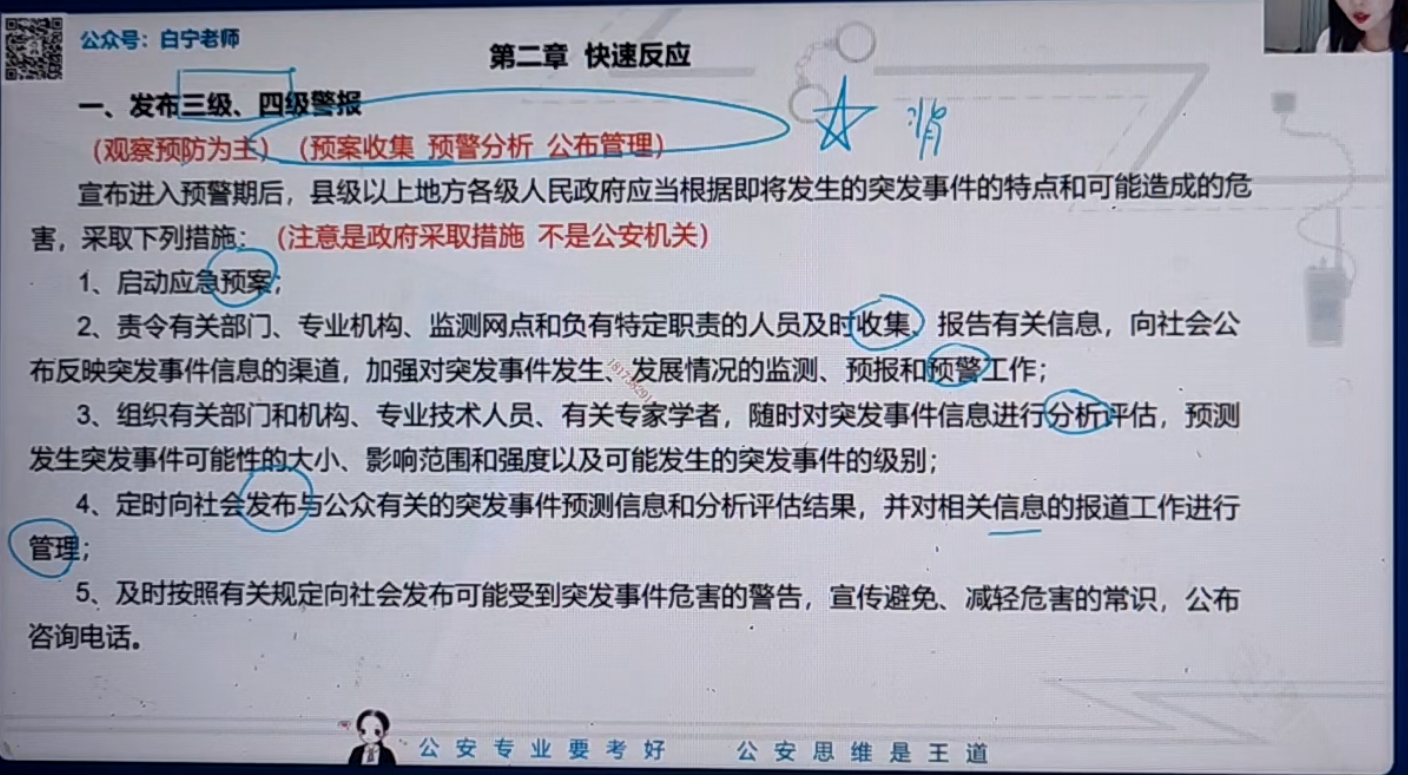 公众号：白宁老师
第二章 快速反应
一、发布三级、四级警报
背
（观察预防为主）（预案收集 预警分析 公布管理）
宣布进入预警期后，县级以上地方各级人民政府应当根据即将发生的突发事件的特点和可能造成的危
害，采取下列措施：（注意是政府采取措施 不是公安机关）
1、启动应急预案；
2、责令有关部门、专业机构、监测网点和负有特定职责的人员及时收集、报告有关信息，向社会公
布反映突发事件信息的渠道，加强对突发事件发生、发展情况的监测、预报和预警工作；
3、组织有关部门和机构、专业技术人员、有关专家学者，随时对突发事件信息进行分析评估，预测
发生突发事件可能性的大小、影响范围和强度以及可能发生的突发事件的级别；
4、定时向社会发布与公众有关的突发事件预测信息和分析评估结果，并对相关信息的报道工作进行
管理；
5、及时按照有关规定向社会发布可能受到突发事件危害的警告，宣传避免、减轻危害的常识，公布
咨询电话。
公安专业要考好 公安思维是王道